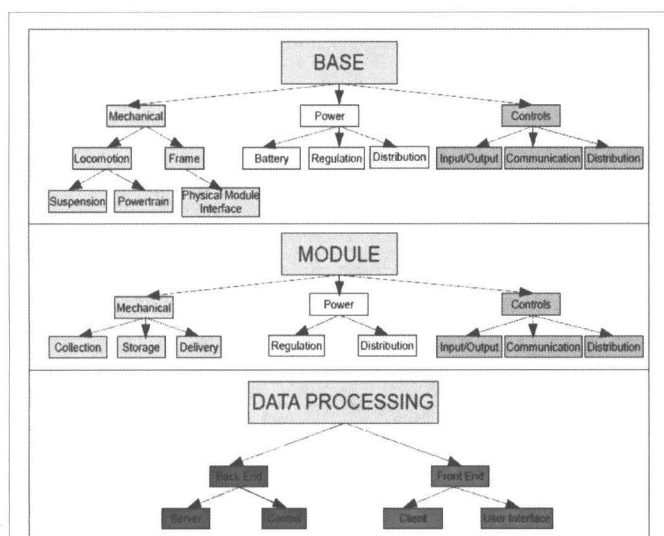 BASE
Mechanical Power Controls
Locomotion Frame Battery Regulation Distribution Input/Output Communication Distribution
Suspension Powertrain Physical Module
Interface
MODULE
Mechanical Power Controls
Collection Storage Delivery Regulation Distribution Input/Output Communication Distribution
DATA PROCESSING
Back End Front End
Server Control Client User Interface